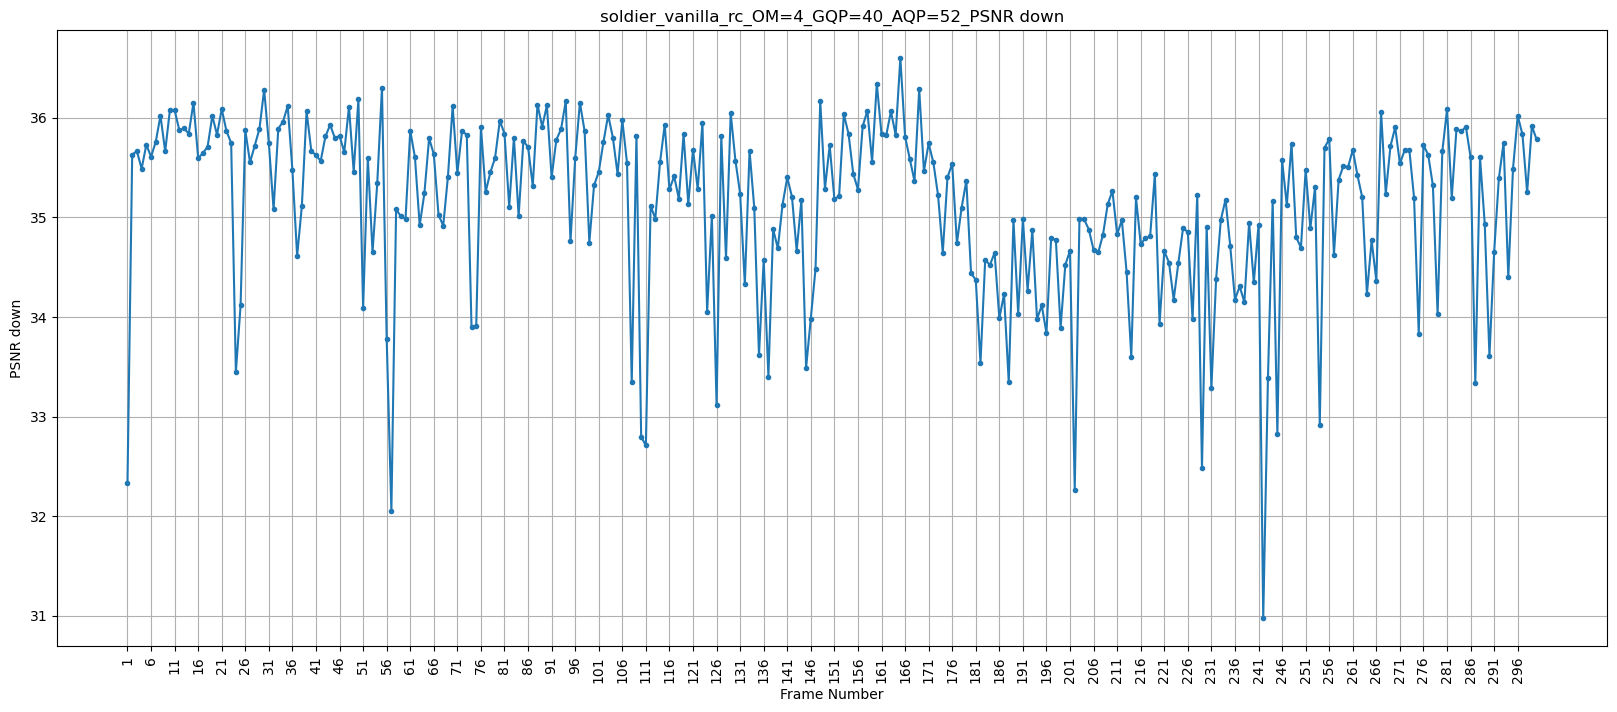 soldier_vanilla_rc_OM=4_GQP=40_AQP=52_PSNR down
PSNR down
36
35
34
33
32
31
1 6 11 16 21 26 31 36 41 46 51 56 61 66 71 76 81 86 91 96 101 106 111 116 121 126 131 136 141 146 151 156 161 166 171 176 181 186 191 196 201 206 211 216 221 226 231 236 241 246 251 256 261 266 271 276 281 286 291 296
Frame Number